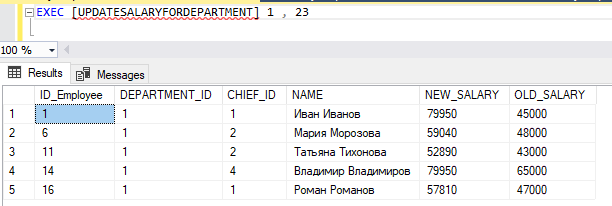 EXEC [UPDATESALARYFORDEPARTMENT] 1 , 23
100 %
Results Messages
ID_Employee DEPARTMENT_ID CHIEF_ID NAME NEW_SALARY OLD_SALARY
1 1 1 1 Иван Иванов 79950 45000
2 6 1 2 Мария Морозова 59040 48000
3 11 1 2 Татьяна Тихонова 52890 43000
4 14 1 4 Владимир Владимиров 79950 65000
5 16 1 1 Роман Романов 57810 47000